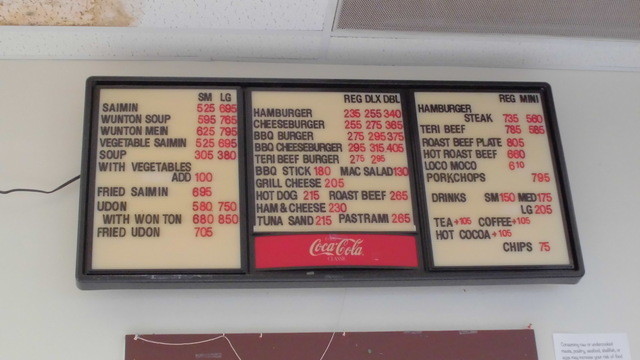 SM LG
SAIMIN 525 695
WUNTON SOUP 595 765
WUNTON MEIN 625 795
VEGETABLE SAIMIN 525 695
SOUP 305 380
WITH VEGETABLES
ADD 100
FRIED SAIMIN 695
UDON 580 750
WITH WON TON 680 850
FRIED UDON 705
REG DLX DBL
HAMBURGER 235 255 340
CHEESEBURGER 255 275 365
BBQ BURGER 275 295 375
BBQ CHEESEBURGER 295 315 405
TERI BEEF BURGER 275 295
BBQ STICK 180 MAC SALAD 130
GRILL CHEESE 205
HOT DOG 215 ROAST BEEF 265
HAM & CHEESE 230
TUNA SAND 215 PASTRAMI 265
Coca-Cola
CLASSIC
REG MINI
HAMBURGER
STEAK 735 560
TERI BEEF 785 585
ROAST BEEF PLATE 805
HOT ROAST BEEF 660
LOCO MOCO 610
PORK CHOPS 795
DRINKS SM 150 MED 175
LG 205
TEA +105 COFFEE +105
HOT COCOA +105
CHIPS 75